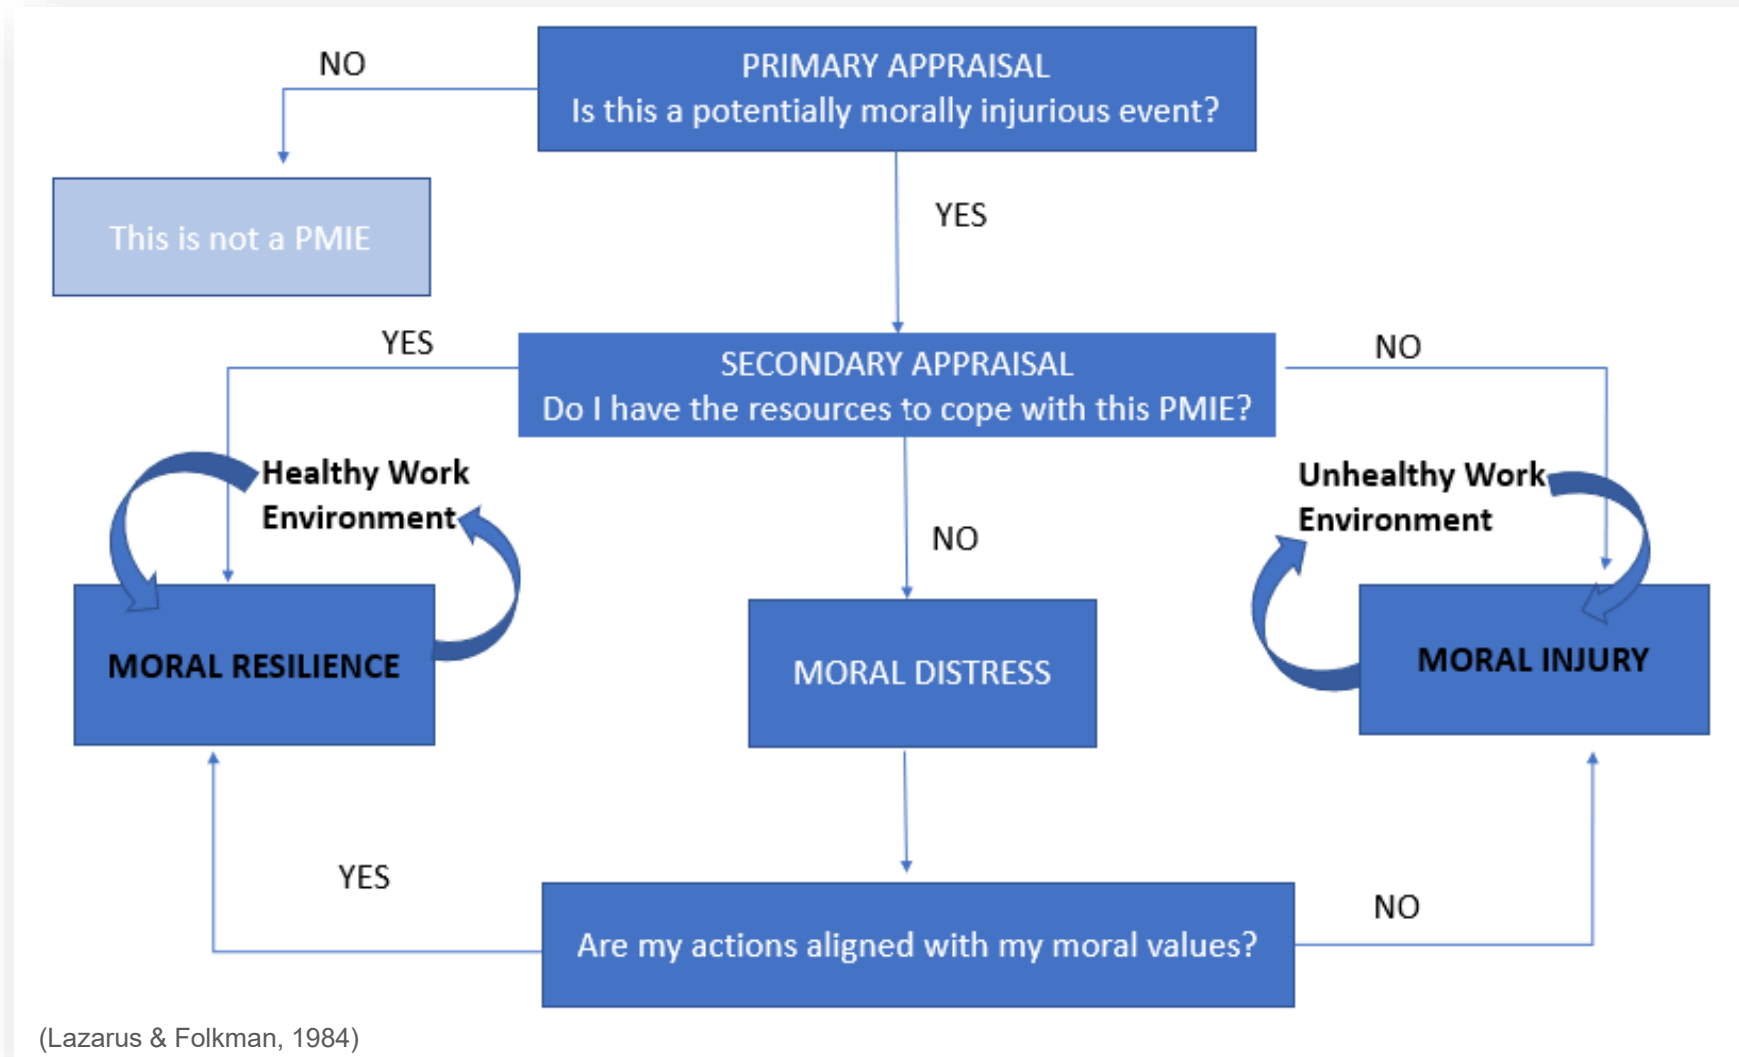 NO
PRIMARY APPRAISAL
Is this a potentially morally injurious event?
This is not a PMIE
YES
YES
SECONDARY APPRAISAL
Do I have the resources to cope with this PMIE?
NO
Healthy Work
Environment
NO
Unhealthy Work
Environment
MORAL RESILIENCE
MORAL DISTRESS
MORAL INJURY
YES
Are my actions aligned with my moral values?
NO
(Lazarus & Folkman, 1984)